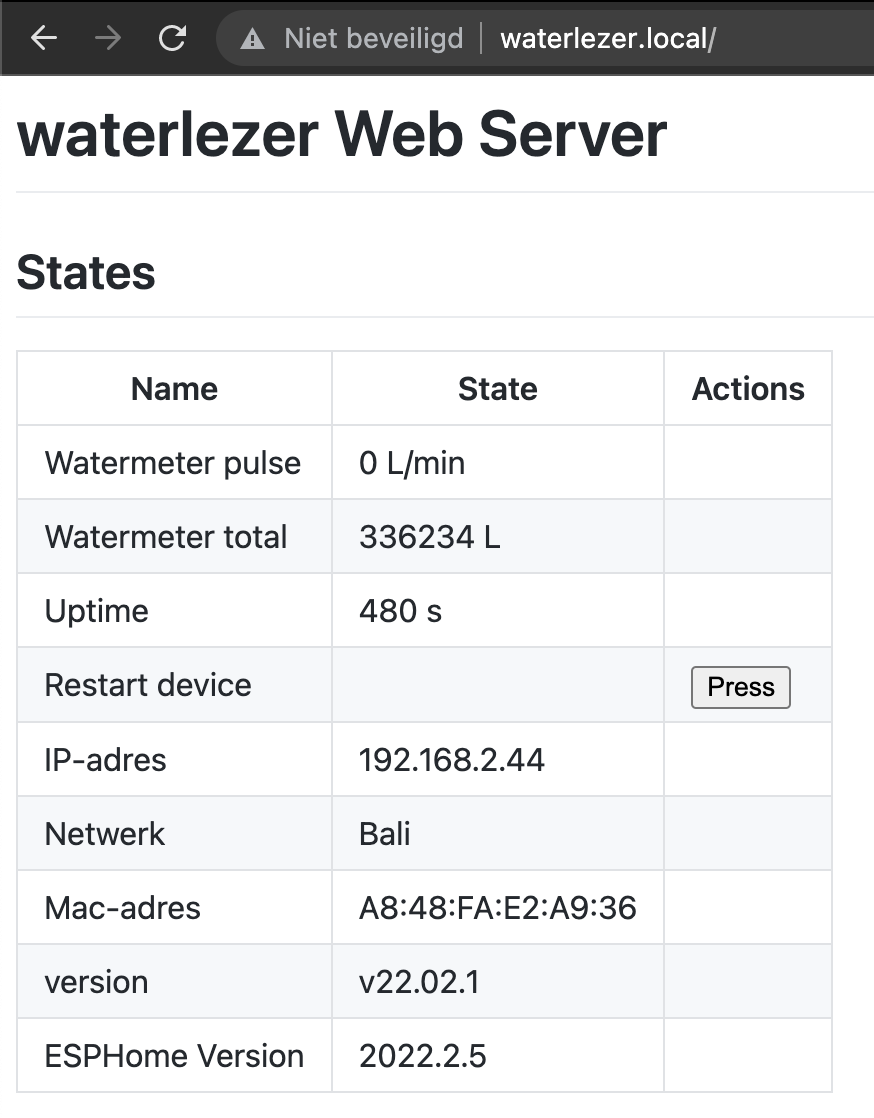 Niet beveiligd | waterlezer.local/
waterlezer Web Server
States
Name State Actions
Watermeter pulse 0 L/min
Watermeter total 336234 L
Uptime 480 s
Restart device Press
IP-adres 192.168.2.44
Netwerk Bali
Mac-adres A8:48:FA:E2:A9:36
version v22.02.1
ESPHome Version 2022.2.5